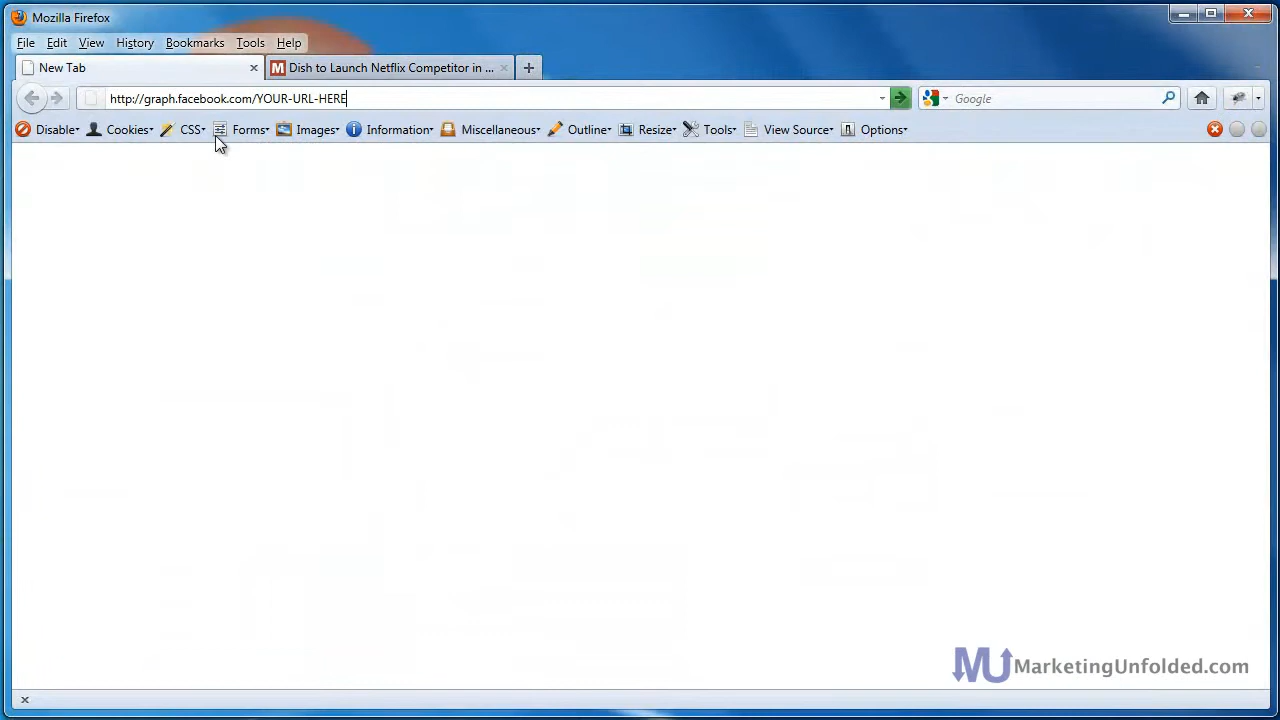 Mozilla Firefox
File Edit View History Bookmarks Tools Help
New Tab Dish to Launch Netflix Competitor in ...
http://graph.facebook.com/YOUR-URL-HERE Google
Disable Cookies CSS Forms Images Information Miscellaneous Outline Resize Tools View Source Options
MU MarketingUnfolded.com